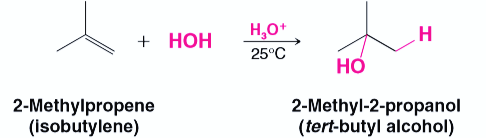 + HOH
H₃O⁺
25°C
H
HO
2-Methylpropene
(isobutylene)
2-Methyl-2-propanol
(tert-butyl alcohol)